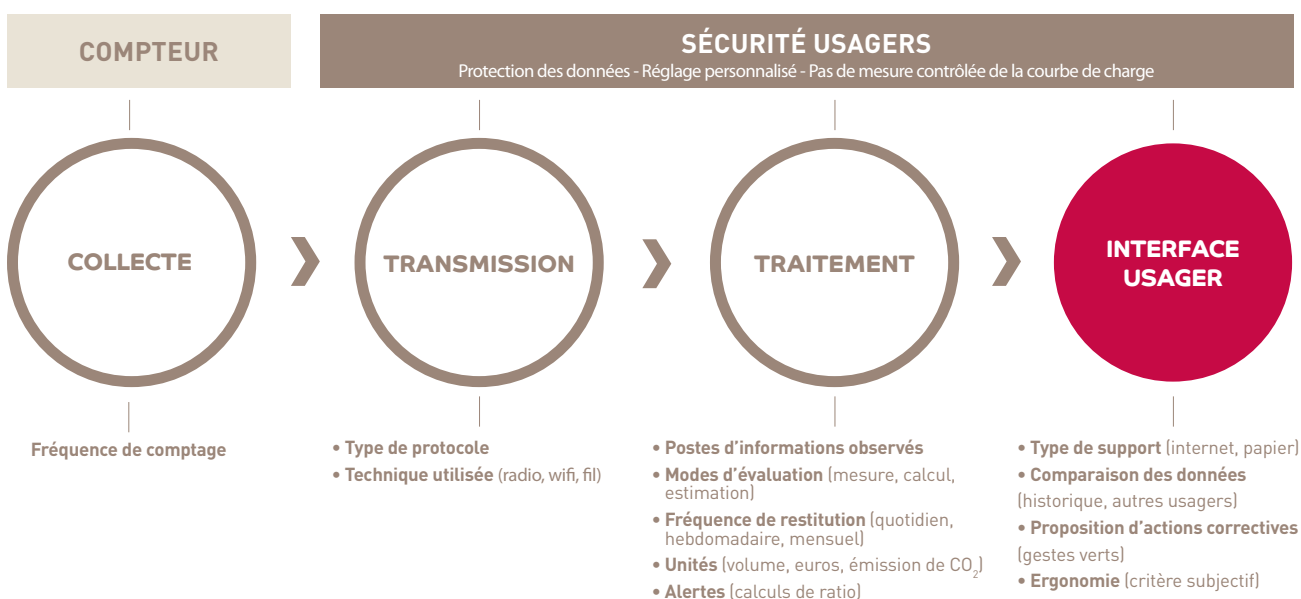 COMPTEUR
SÉCURITÉ USAGERS
Protection des données - Réglage personnalisé - Pas de mesure contrôlée de la courbe de charge
COLLECTE
TRANSMISSION
TRAITEMENT
INTERFACE
USAGER
Fréquence de comptage
• Type de protocole
• Technique utilisée (radio, wifi, fil)
• Postes d'informations observés
• Modes d'évaluation (mesure, calcul,
estimation)
• Fréquence de restitution (quotidien,
hebdomadaire, mensuel)
• Unités (volume, euros, émission de CO₂)
• Alertes (calculs de ratio)
• Type de support (internet, papier)
• Comparaison des données
(historique, autres usagers)
• Proposition d'actions correctives
(gestes verts)
• Ergonomie (critère subjectif)